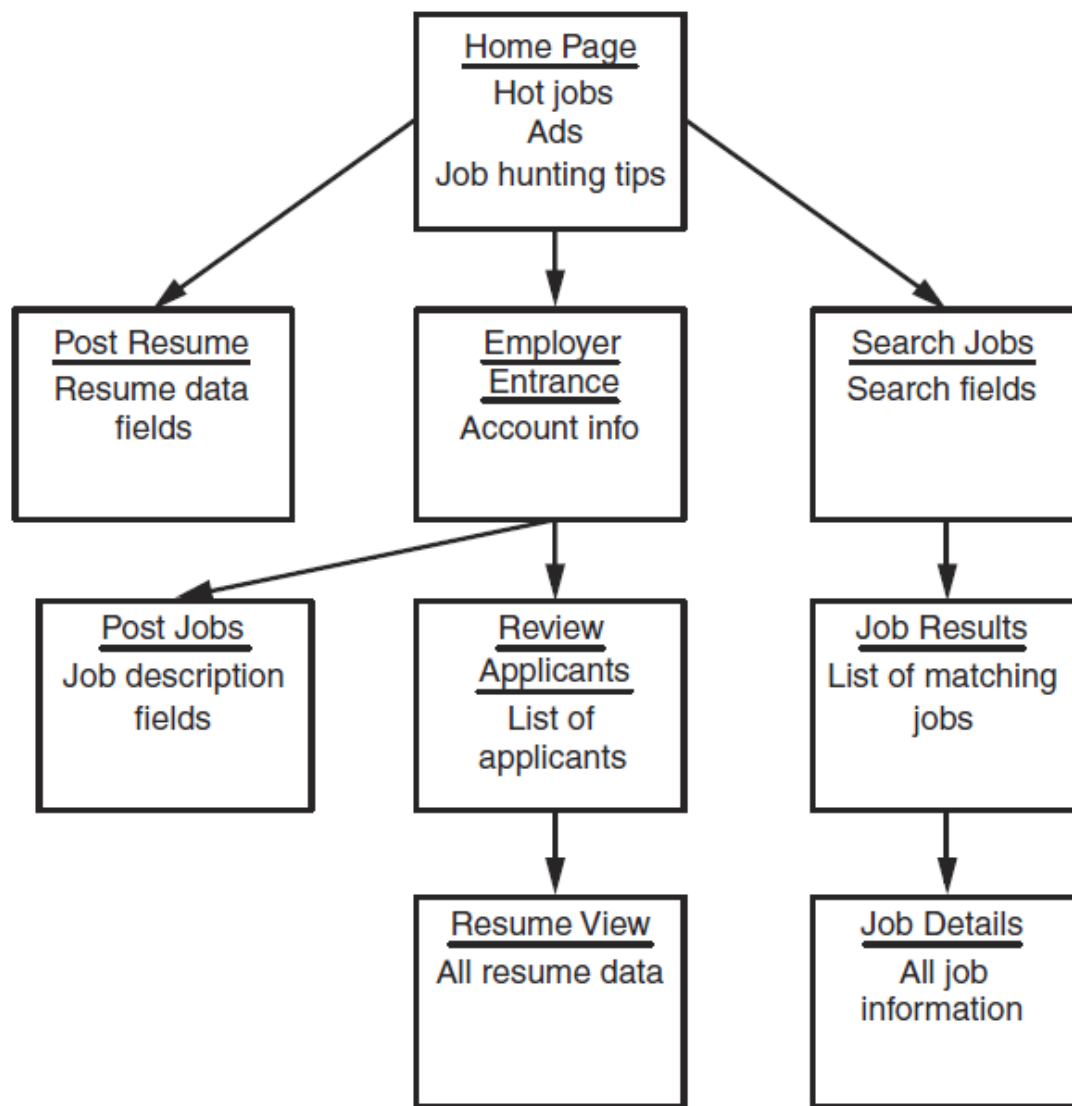 Home Page
Hot jobs
Ads
Job hunting tips
Post Resume
Resume data
fields
Employer
Entrance
Account info
Search Jobs
Search fields
Post Jobs
Job description
fields
Review
Applicants
List of
applicants
Job Results
List of matching
jobs
Resume View
All resume data
Job Details
All job
information